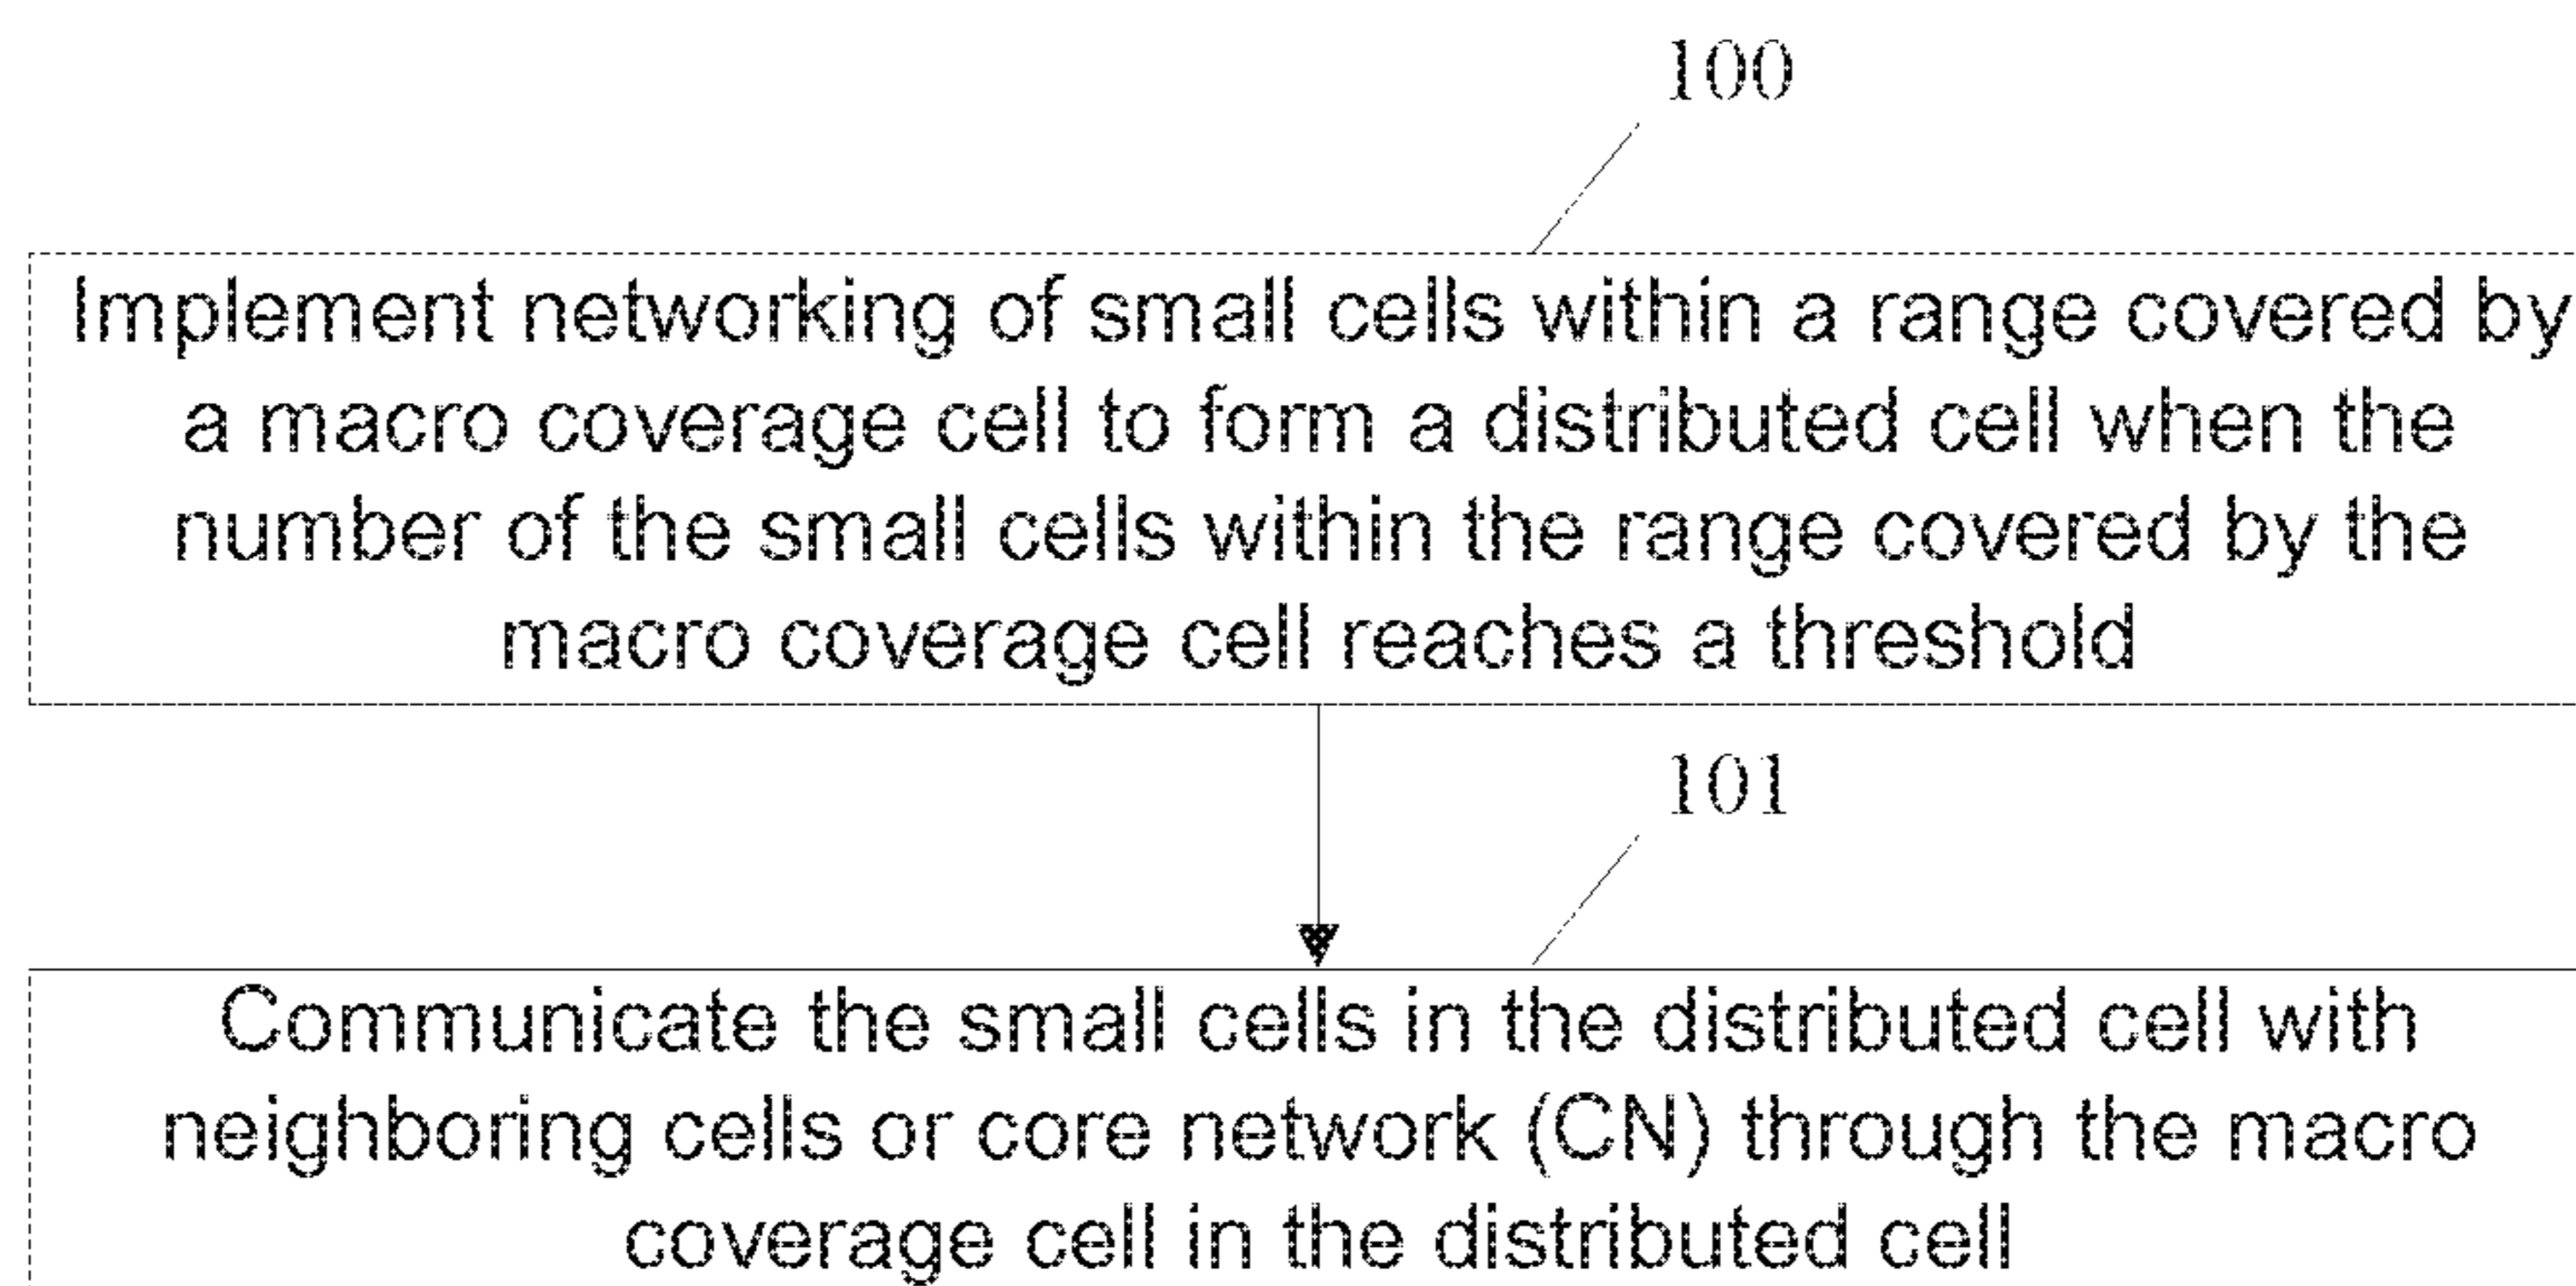 100
Implement networking of small cells within a range covered by
a macro coverage cell to form a distributed cell when the
number of the small cells within the range covered by the
macro coverage cell reaches a threshold
101
Communicate the small cells in the distributed cell with
neighboring cells or core network (CN) through the macro
coverage cell in the distributed cell